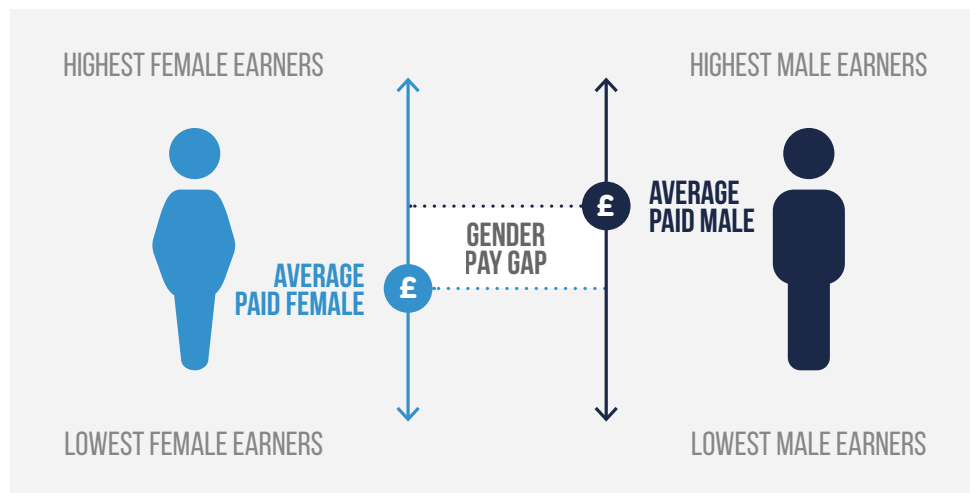 HIGHEST FEMALE EARNERS
HIGHEST MALE EARNERS
AVERAGE
PAID MALE
£
GENDER
PAY GAP
AVERAGE
PAID FEMALE
£
LOWEST FEMALE EARNERS
LOWEST MALE EARNERS